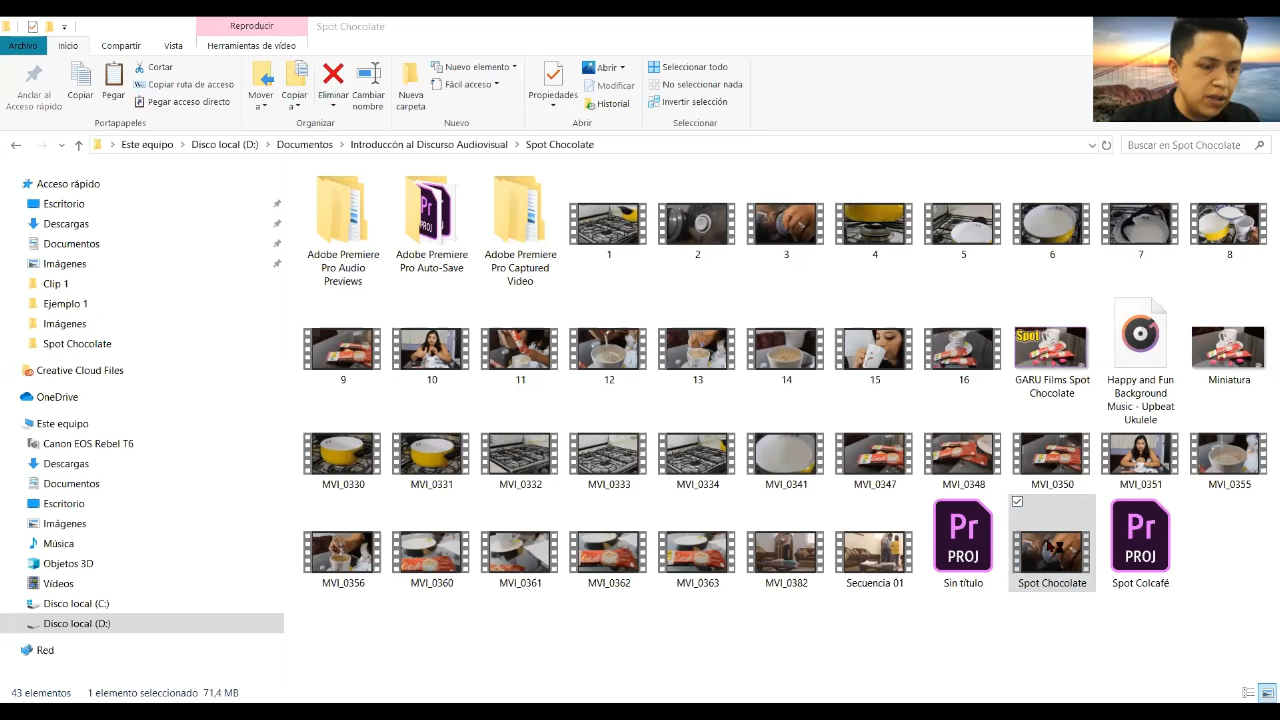 Reproducir
Spot Chocolate
Archivo
Inicio
Compartir
Vista
Herramientas de vídeo
Anclar al
Acceso rápido
Copiar
Pegar
Cortar
Copiar ruta de acceso
Pegar acceso directo
Mover
a
Copiar
a
Eliminar
Cambiar
nombre
Nueva
carpeta
Nuevo elemento
Fácil acceso
Propiedades
Abrir
Modificar
Historial
Seleccionar todo
No seleccionar nada
Invertir selección
Portapapeles
Organizar
Nuevo
Abrir
Seleccionar
Este equipo
Disco local (D:)
Documentos
Introduccón al Discurso Audiovisual
Spot Chocolate
Buscar en Spot Chocolate
Acceso rápido
Escritorio
Descargas
Documentos
Imágenes
Clip 1
Ejemplo 1
Imágenes
Spot Chocolate
Creative Cloud Files
OneDrive
Este equipo
Canon EOS Rebel T6
Descargas
Documentos
Escritorio
Imágenes
Música
Objetos 3D
Vídeos
Disco local (C:)
Disco local (D:)
Red
Adobe Premiere
Pro Audio
Previews
Pr
PROJ
Adobe Premiere
Pro Auto-Save
Adobe Premiere
Pro Captured
Video
1
2
3
4
5
6
7
8
9
10
11
12
13
14
15
16
Spot
GARU Films Spot
Chocolate
Happy and Fun
Background
Music - Upbeat
Ukulele
Miniatura
MVI_0330
MVI_0331
MVI_0332
MVI_0333
MVI_0334
MVI_0341
MVI_0347
MVI_0348
MVI_0350
MVI_0351
MVI_0355
MVI_0356
MVI_0360
MVI_0361
MVI_0362
MVI_0363
MVI_0382
Secuencia 01
Pr
PROJ
Sin título
Spot Chocolate
Pr
PROJ
Spot Colcafé
43 elementos
1 elemento seleccionado 71,4 MB